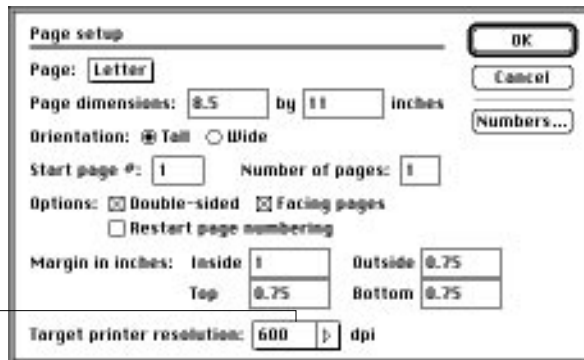 Page setup
OK
Page: Letter
Cancel
Page dimensions: 8.5 by 11 inches
Numbers...
Orientation: Tall Wide
Start page #: 1 Number of pages: 1
Options: Double-sided Facing pages
Restart page numbering
Margin in inches: Inside 1 Outside 0.75
Top 0.75 Bottom 0.75
Target printer resolution: 600 dpi